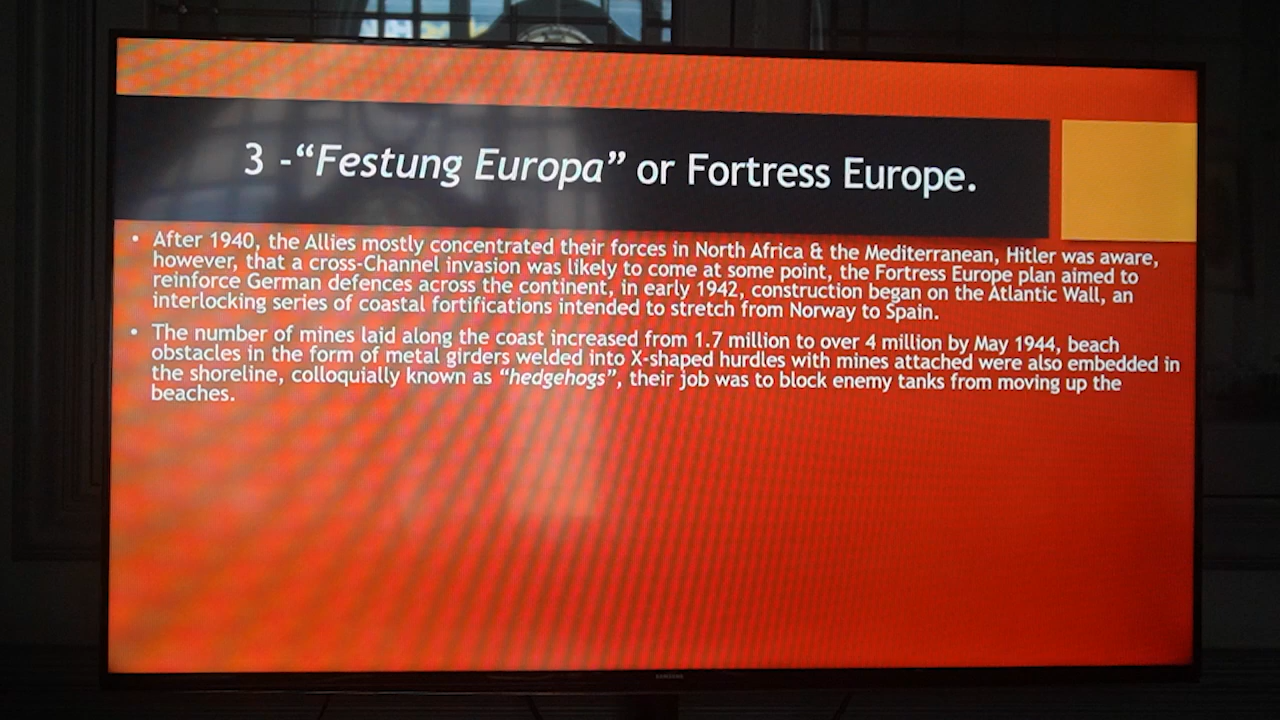 3 -“Festung Europa” or Fortress Europe.
• After 1940, the Allies mostly concentrated their forces in North Africa & the Mediterranean, Hitler was aware,
however, that a cross-Channel invasion was likely to come at some point, the Fortress Europe plan aimed to
reinforce German defences across the continent, in early 1942, construction began on the Atlantic Wall, an
interlocking series of coastal fortifications intended to stretch from Norway to Spain.
• The number of mines laid along the coast increased from 1.7 million to over 4 million by May 1944, beach
obstacles in the form of metal girders welded into X-shaped hurdles with mines attached were also embedded in
the shoreline, colloquially known as “hedgehogs”, their job was to block enemy tanks from moving up the
beaches.
SAMSUNG